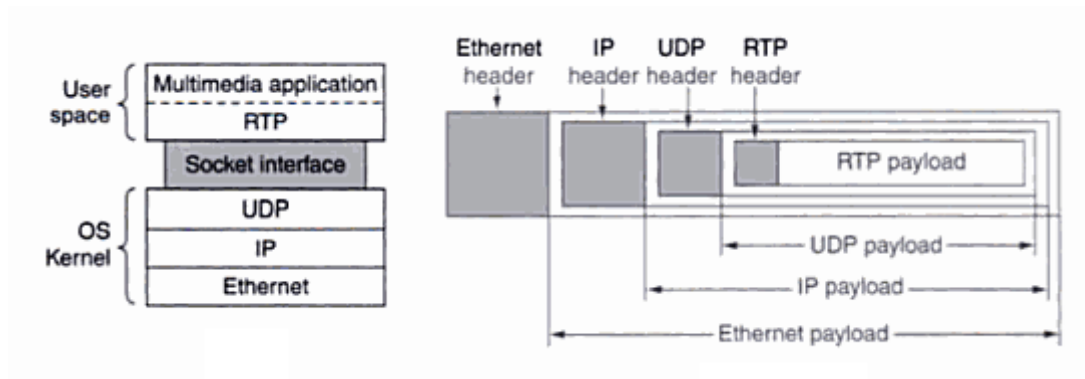 User
space
Multimedia application
RTP
Socket interface
OS
Kernel
UDP
IP
Ethernet
Ethernet
header
IP
header
UDP
header
RTP
header
RTP payload
UDP payload
IP payload
Ethernet payload